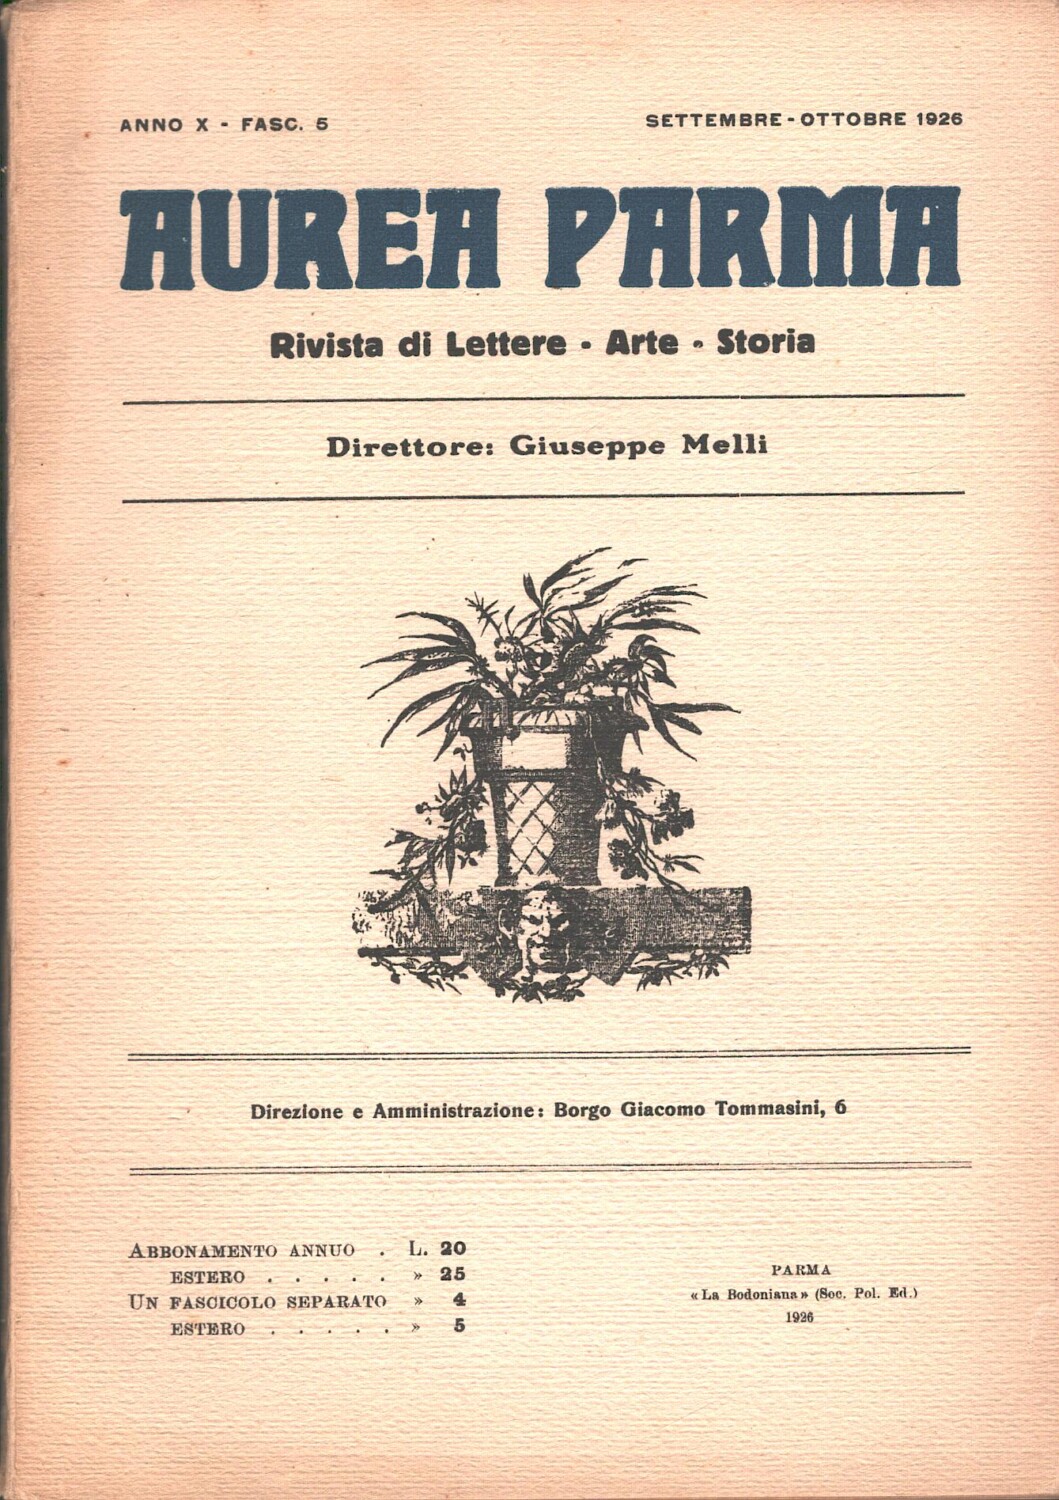 ANNO X - FASC. 5
SETTEMBRE - OTTOBRE 1926
AUREA PARMA
Rivista di Lettere - Arte - Storia
Direttore: Giuseppe Melli
Direzione e Amministrazione: Borgo Giacomo Tommasini, 6
ABBONAMENTO ANNUO . L. 20
ESTERO . . . . . » 25
UN FASCICOLO SEPARATO » 4
ESTERO . . . . . » 5
PARMA
«La Bodoniana» (Soc. Pol. Ed.)
1926